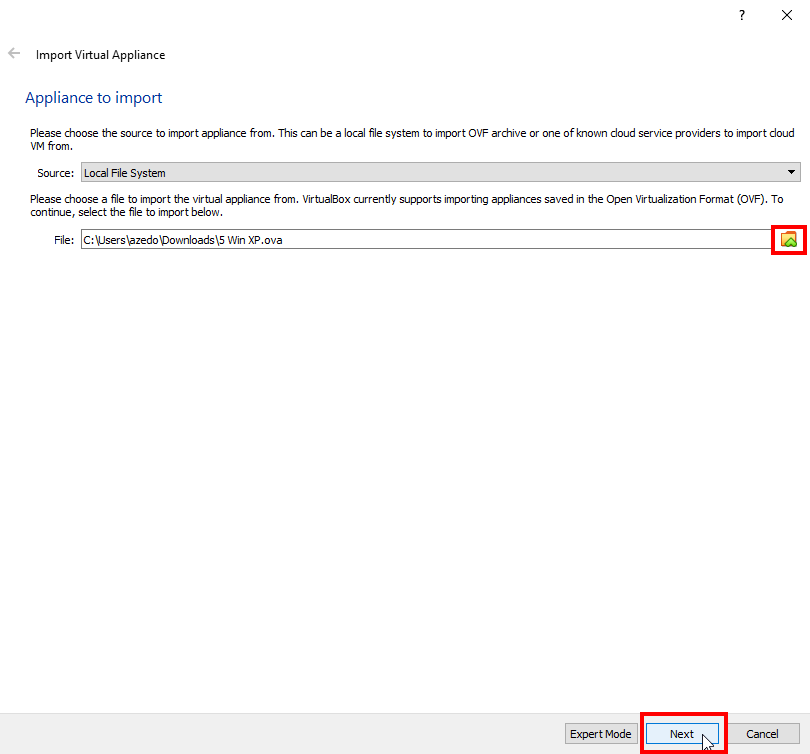 ?
Import Virtual Appliance
Appliance to import
Please choose the source to import appliance from. This can be a local file system to import OVF archive or one of known cloud service providers to import cloud
VM from.
Source: Local File System
Please choose a file to import the virtual appliance from. VirtualBox currently supports importing appliances saved in the Open Virtualization Format (OVF). To
continue, select the file to import below.
File: C:\Users\azedo\Downloads\5 Win XP.ova
Expert Mode Next Cancel